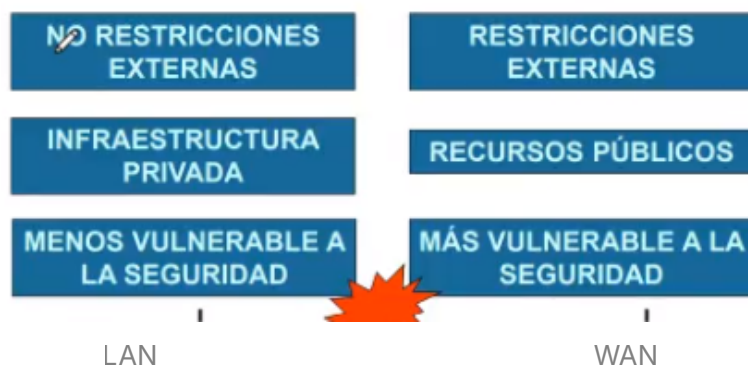 NO RESTRICCIONES
EXTERNAS
RESTRICCIONES
EXTERNAS
INFRAESTRUCTURA
PRIVADA
RECURSOS PÚBLICOS
MENOS VULNERABLE A
LA SEGURIDAD
MÁS VULNERABLE A LA
SEGURIDAD
LAN
WAN